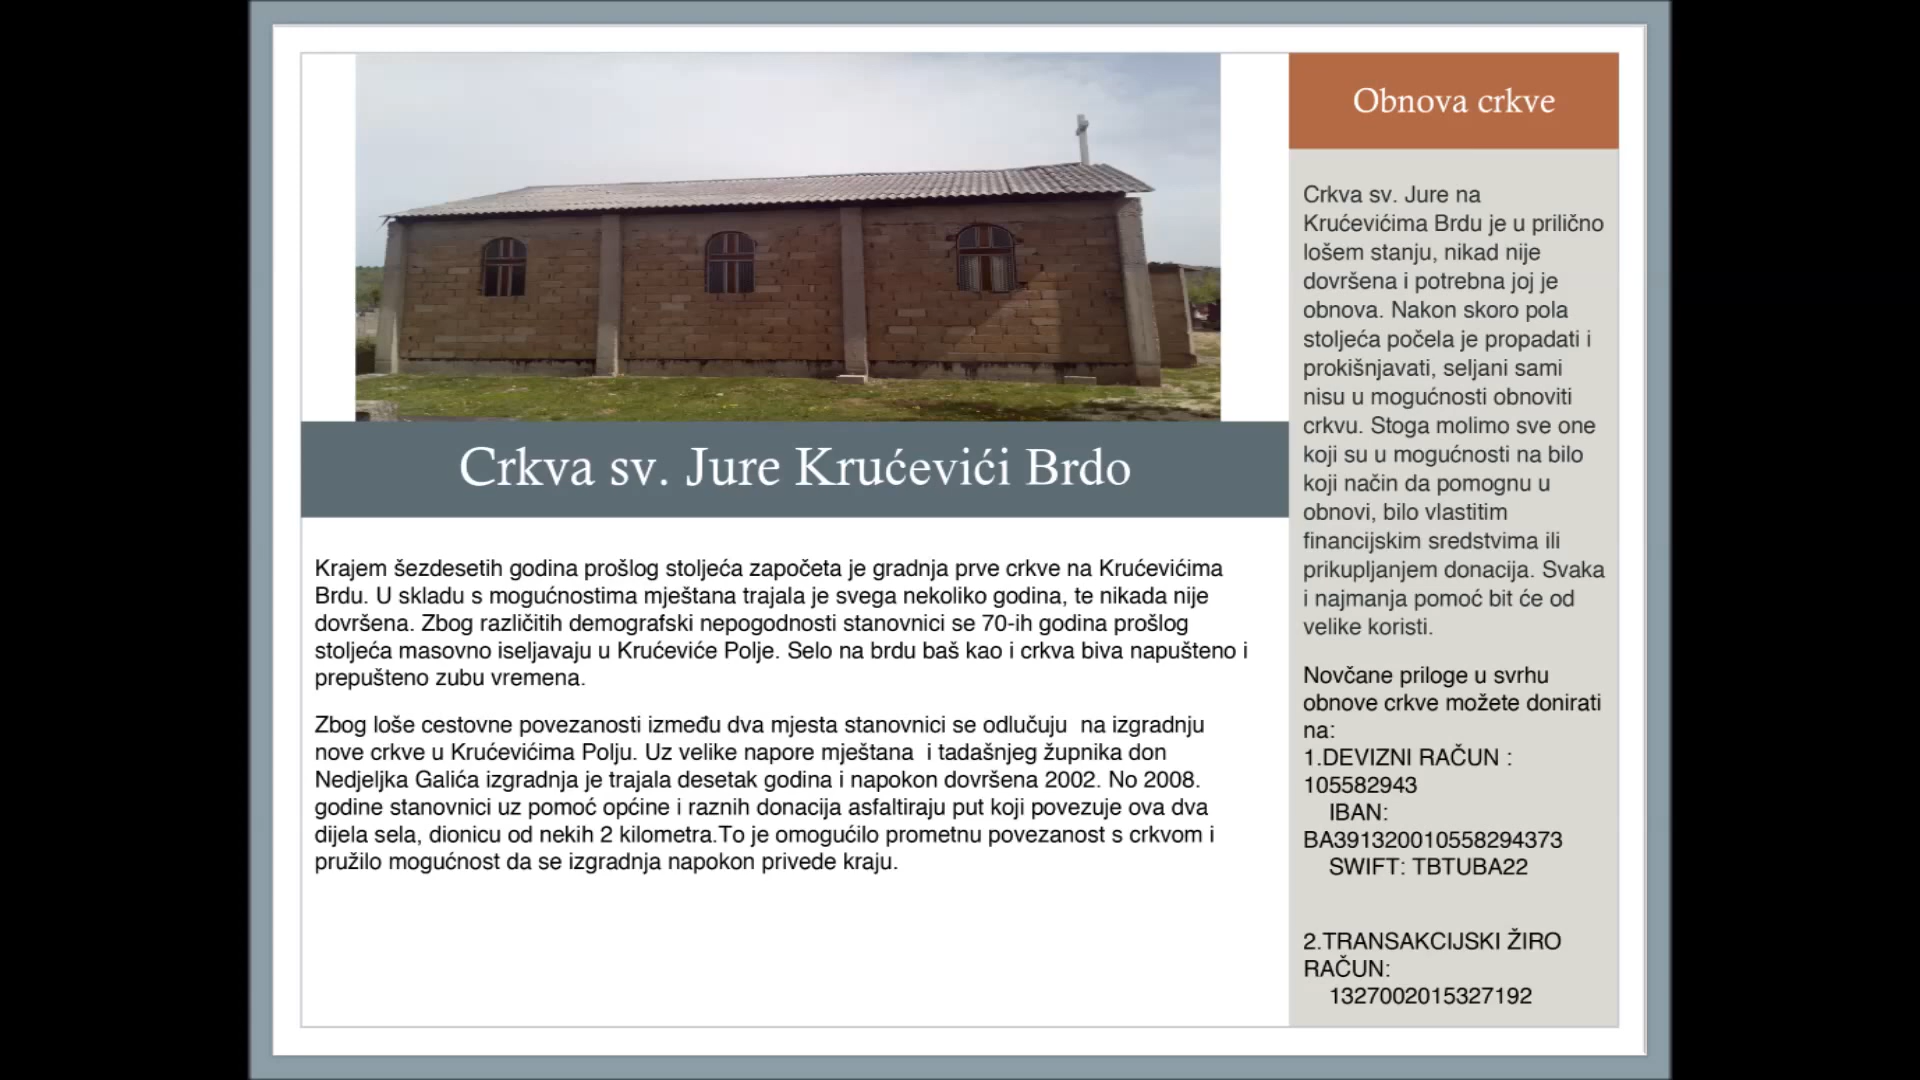 Crkva sv. Jure Krućevići Brdo
Krajem šezdesetih godina prošlog stoljeća započeta je gradnja prve crkve na Krućevićima
Brdu. U skladu s mogućnostima mještana trajala je svega nekoliko godina, te nikada nije
dovršena. Zbog različitih demografski nepogodnosti stanovnici se 70-ih godina prošlog
stoljeća masovno iseljavaju u Krućeviće Polje. Selo na brdu baš kao i crkva biva napušteno i
prepušteno zubu vremena.
Zbog loše cestovne povezanosti između dva mjesta stanovnici se odlučuju  na izgradnju
nove crkve u Krućevićima Polju. Uz velike napore mještana  i tadašnjeg župnika don
Nedjeljka Galića izgradnja je trajala desetak godina i napokon dovršena 2002. No 2008.
godine stanovnici uz pomoć općine i raznih donacija asfaltiraju put koji povezuje ova dva
dijela sela, dionicu od nekih 2 kilometra.To je omogućilo prometnu povezanost s crkvom i
pružilo mogućnost da se izgradnja napokon privede kraju.
Obnova crkve
Crkva sv. Jure na
Krućevićima Brdu je u prilično
lošem stanju, nikad nije
dovršena i potrebna joj je
obnova. Nakon skoro pola
stoljeća počela je propadati i
prokišnjavati, seljani sami
nisu u mogućnosti obnoviti
crkvu. Stoga molimo sve one
koji su u mogućnosti na bilo
koji način da pomognu u
obnovi, bilo vlastitim
financijskim sredstvima ili
prikupljanjem donacija. Svaka
i najmanja pomoć bit će od
velike koristi.
Novčane priloge u svrhu
obnove crkve možete donirati
na:
1.DEVIZNI RAČUN :
105582943
IBAN:
BA391320010558294373
SWIFT: TBTUBA22
2.TRANSAKCIJSKI ŽIRO
RAČUN:
1327002015327192